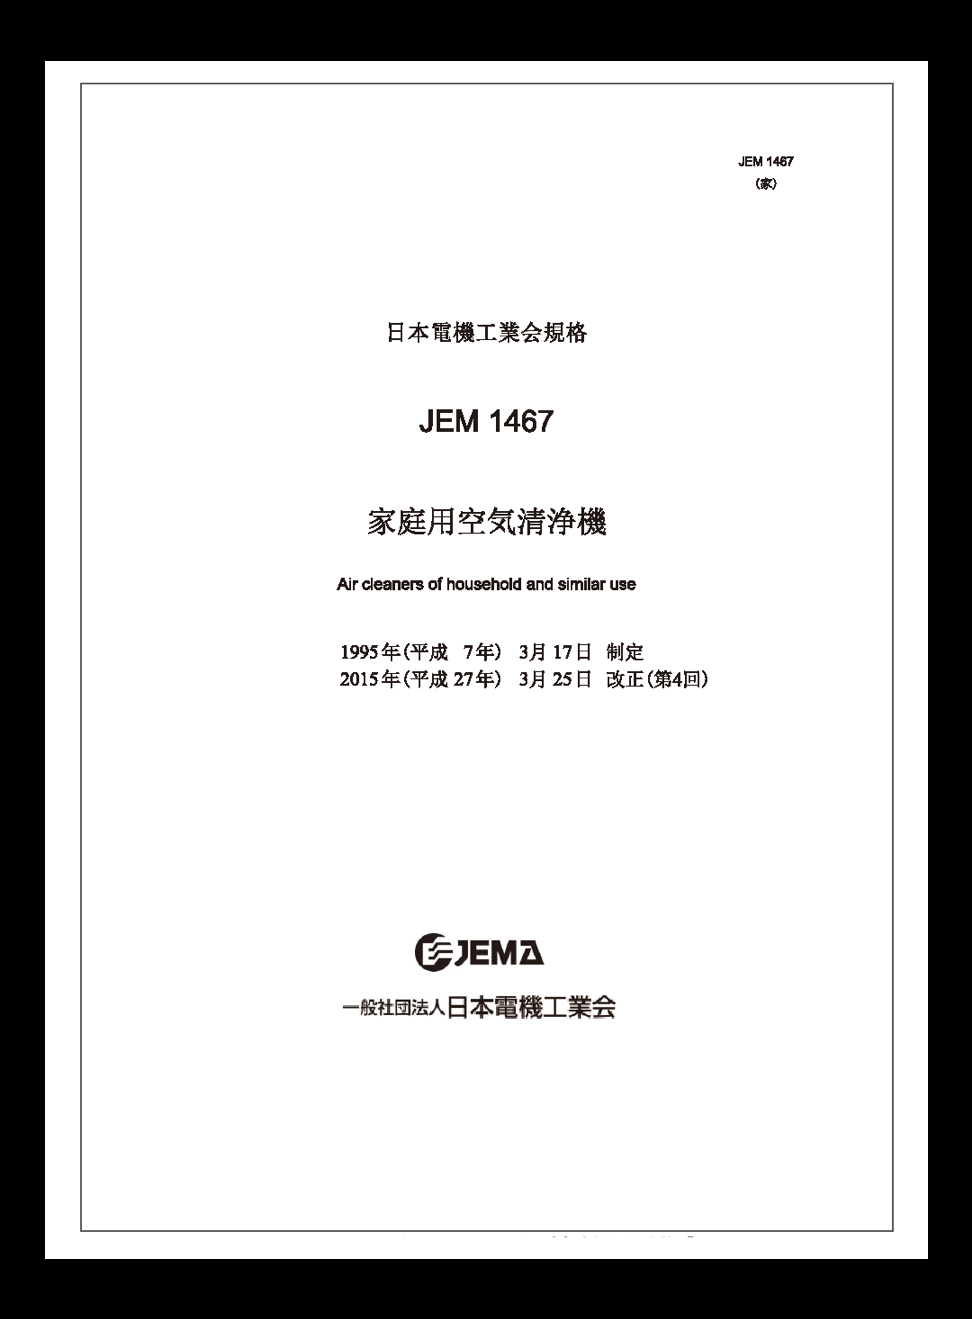 JEM 1467
(家)
日本電機工業会規格
JEM 1467
家庭用空気清浄機
Air cleaners of household and similar use
1995年(平成 7年) 3月 17日 制定
2015年(平成 27年) 3月 25日 改正(第4回)
JEMA
一般社団法人日本電機工業会